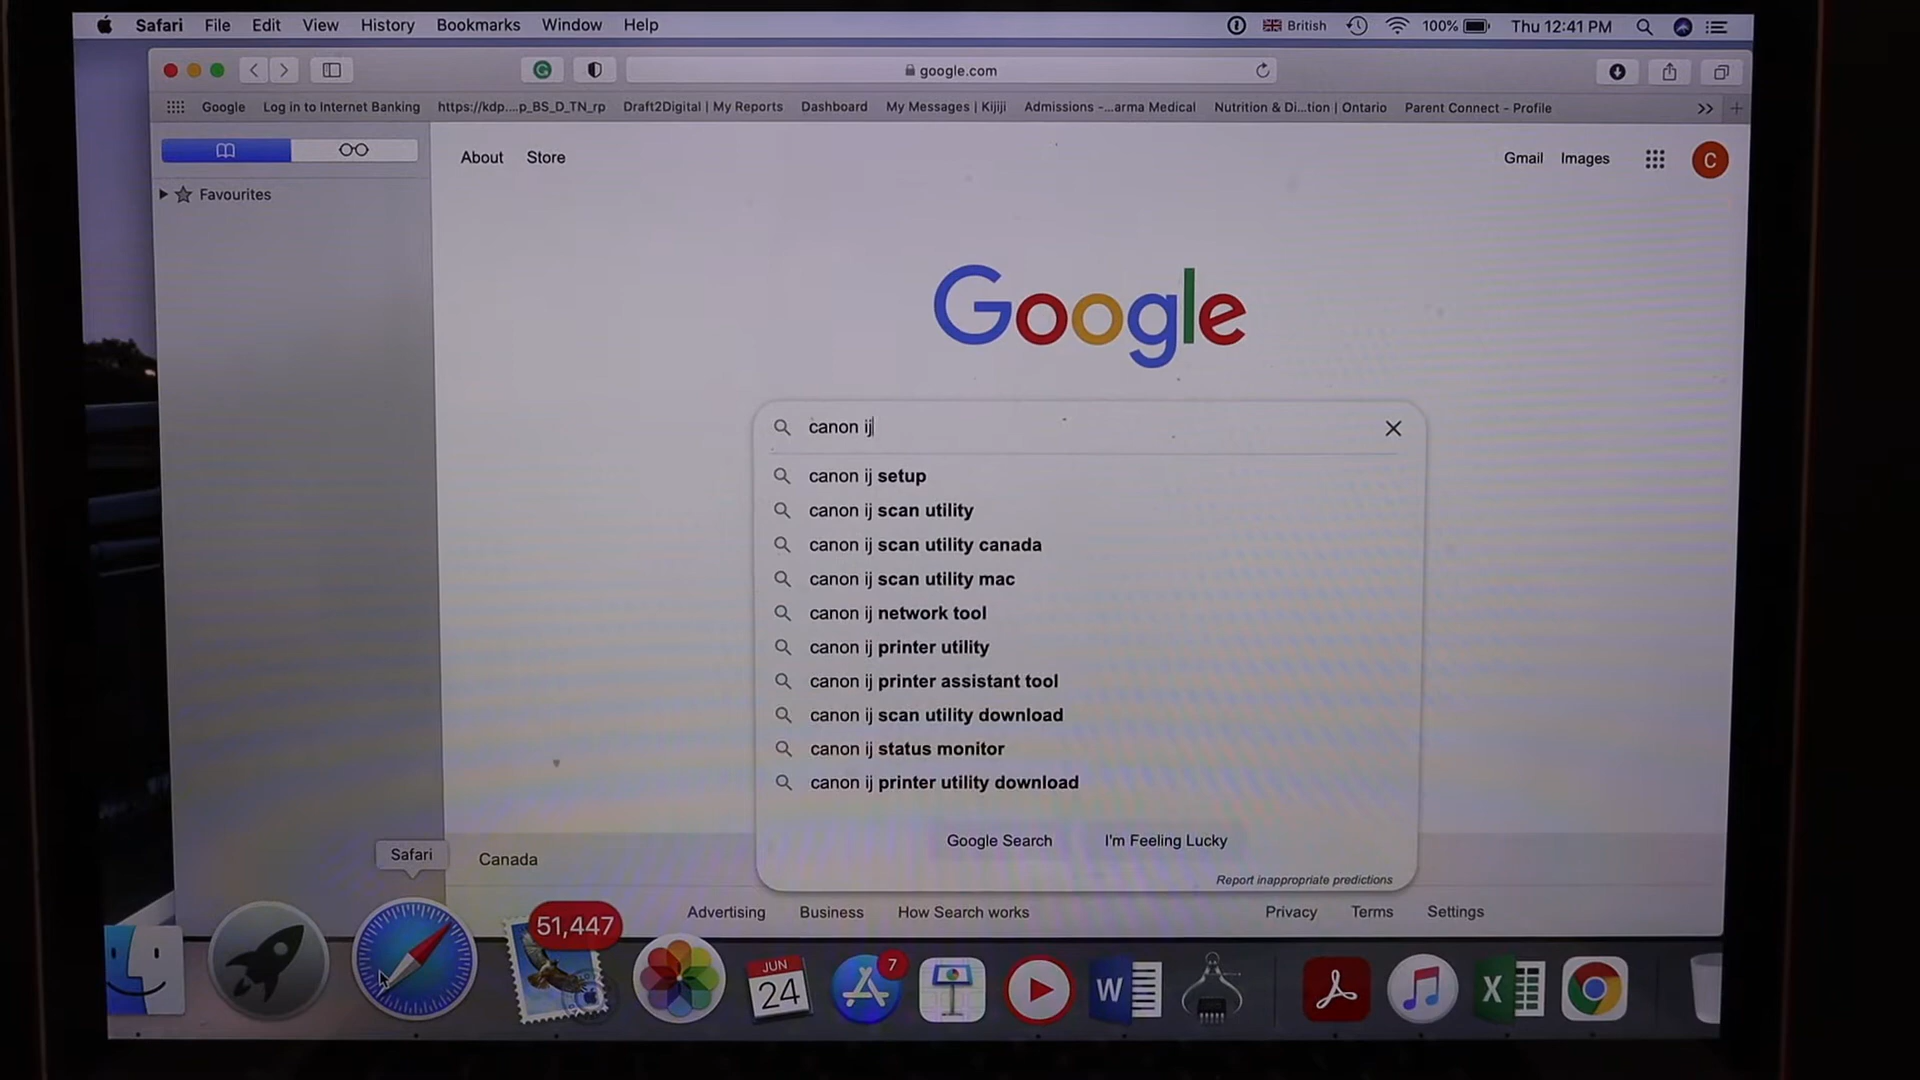 Safari File Edit View History Bookmarks Window Help British 100% Thu 12:41 PM
google.com
Google Log in to Internet Banking https://kdp....p_BS_D_TN_rp Draft2Digital | My Reports Dashboard My Messages | Kijiji Admissions -...arma Medical Nutrition & Di...tion | Ontario Parent Connect - Profile
About Store Gmail Images C
Favourites
Google
canon ij
canon ij setup
canon ij scan utility
canon ij scan utility canada
canon ij scan utility mac
canon ij network tool
canon ij printer utility
canon ij printer assistant tool
canon ij scan utility download
canon ij status monitor
canon ij printer utility download
Google Search I'm Feeling Lucky
Safari
Canada
Report inappropriate predictions
Advertising Business How Search works Privacy Terms Settings
51,447
JUN
24
7
W
X